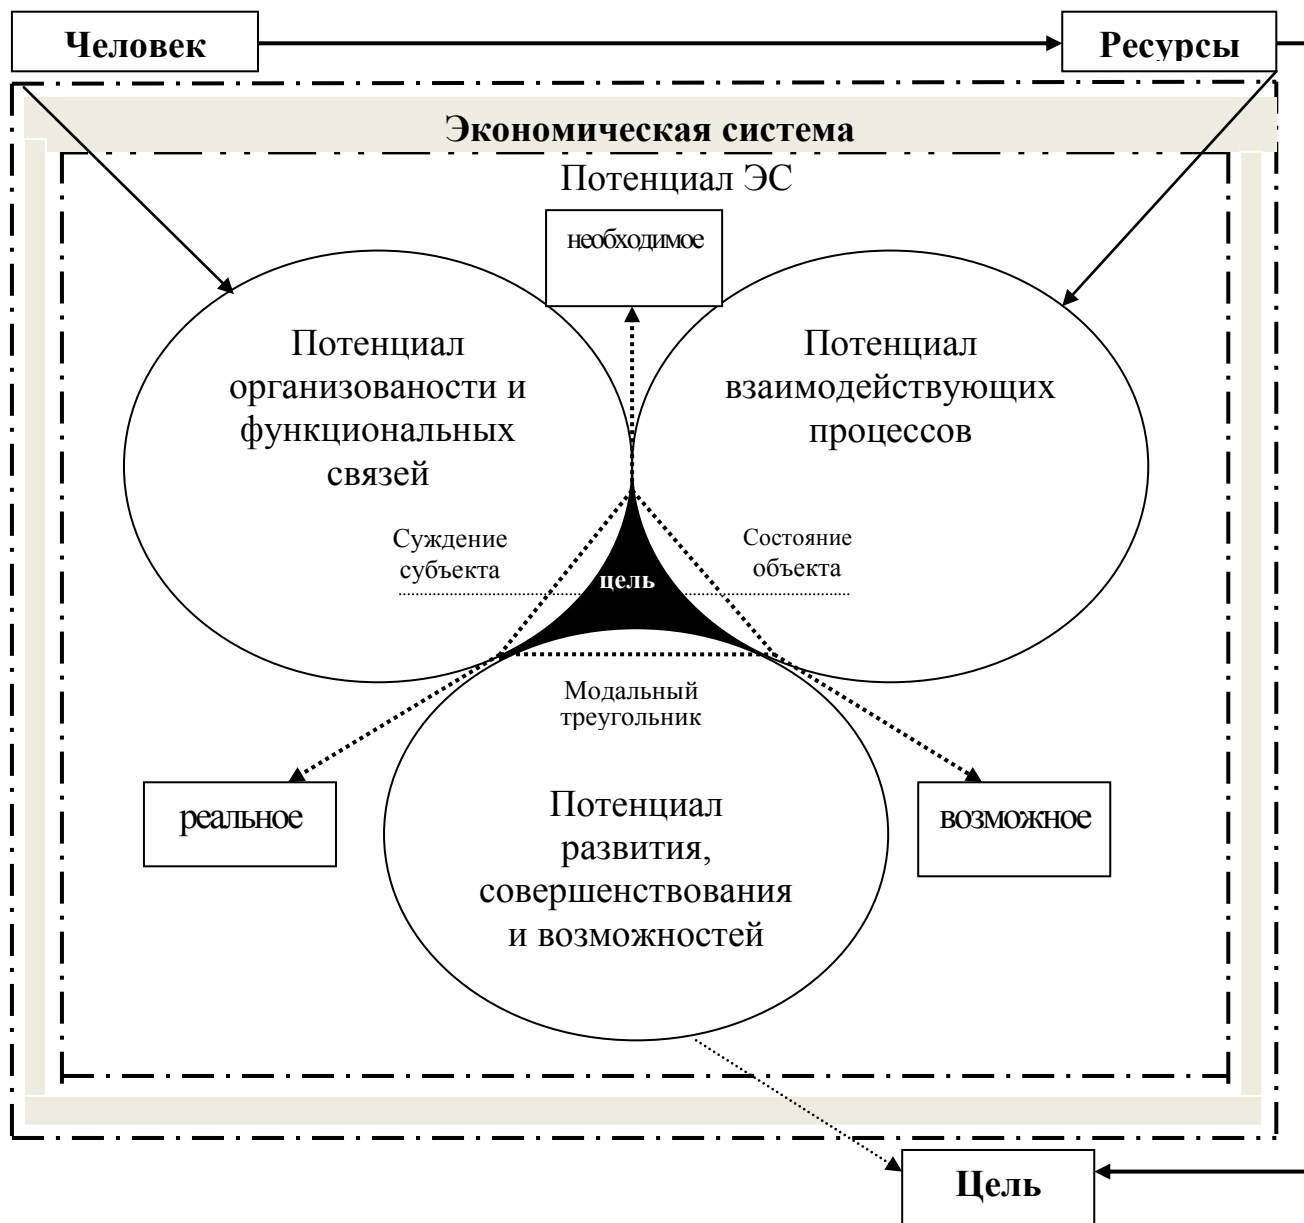 Человек
Ресурсы
Экономическая система
Потенциал ЭС
необходимое
Потенциал
организованости и
функциональных
связей
Потенциал
взаимодействующих
процессов
Суждение
субъекта
Состояние
объекта
цель
Модальный
треугольник
реальное
возможное
Потенциал
развития,
совершенствования
и возможностей
Цель